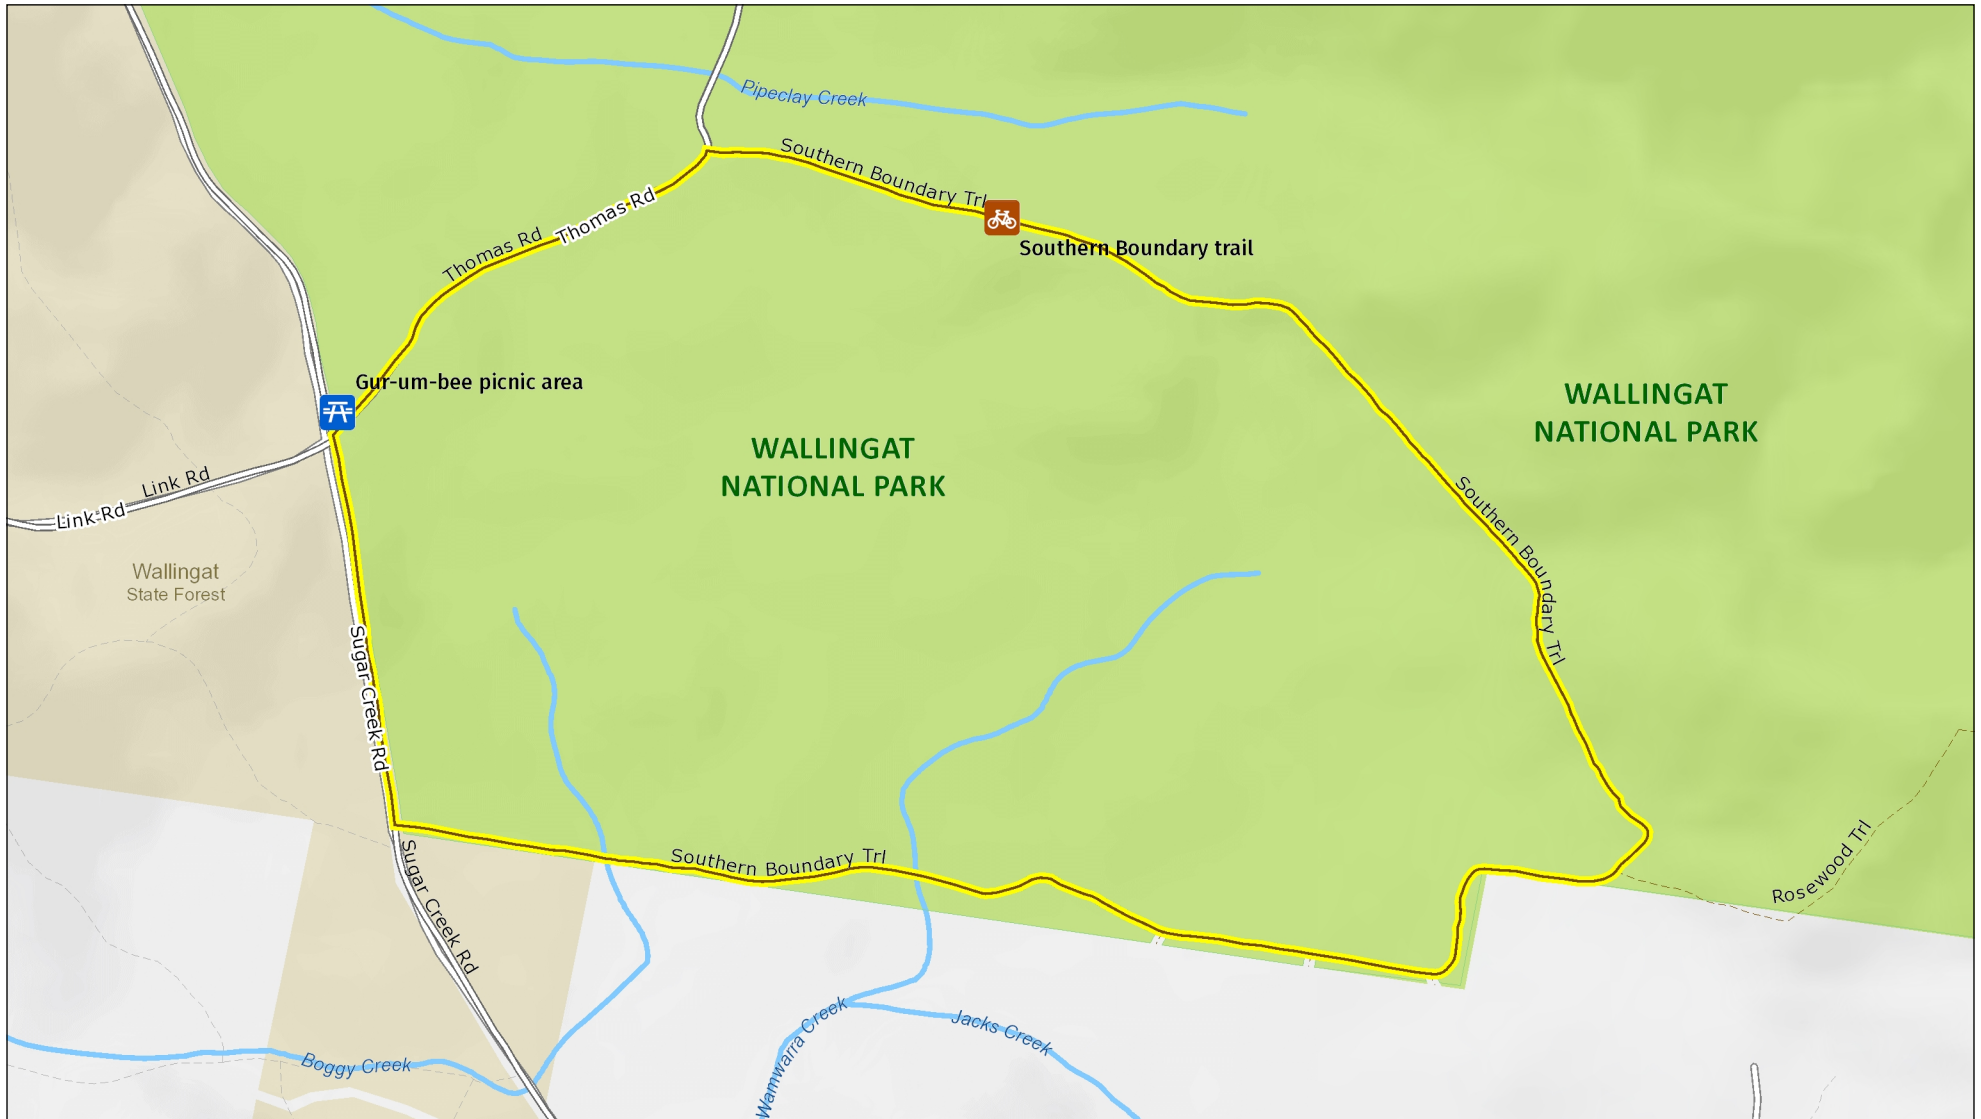 Pipeclay Creek
Southern Boundary Trl
Thomas Rd
Thomas Rd
Southern Boundary trail
Gur-um-bee picnic area
WALLINGAT
NATIONAL PARK
WALLINGAT
NATIONAL PARK
Link Rd
Link Rd
Southern Boundary Trl
Wallingat
State Forest
Sugar Creek Rd
Southern Boundary Trl
Rosewood Trl
Sugar Creek Rd
Wamwarra Creek
Jacks Creek
Boggy Creek